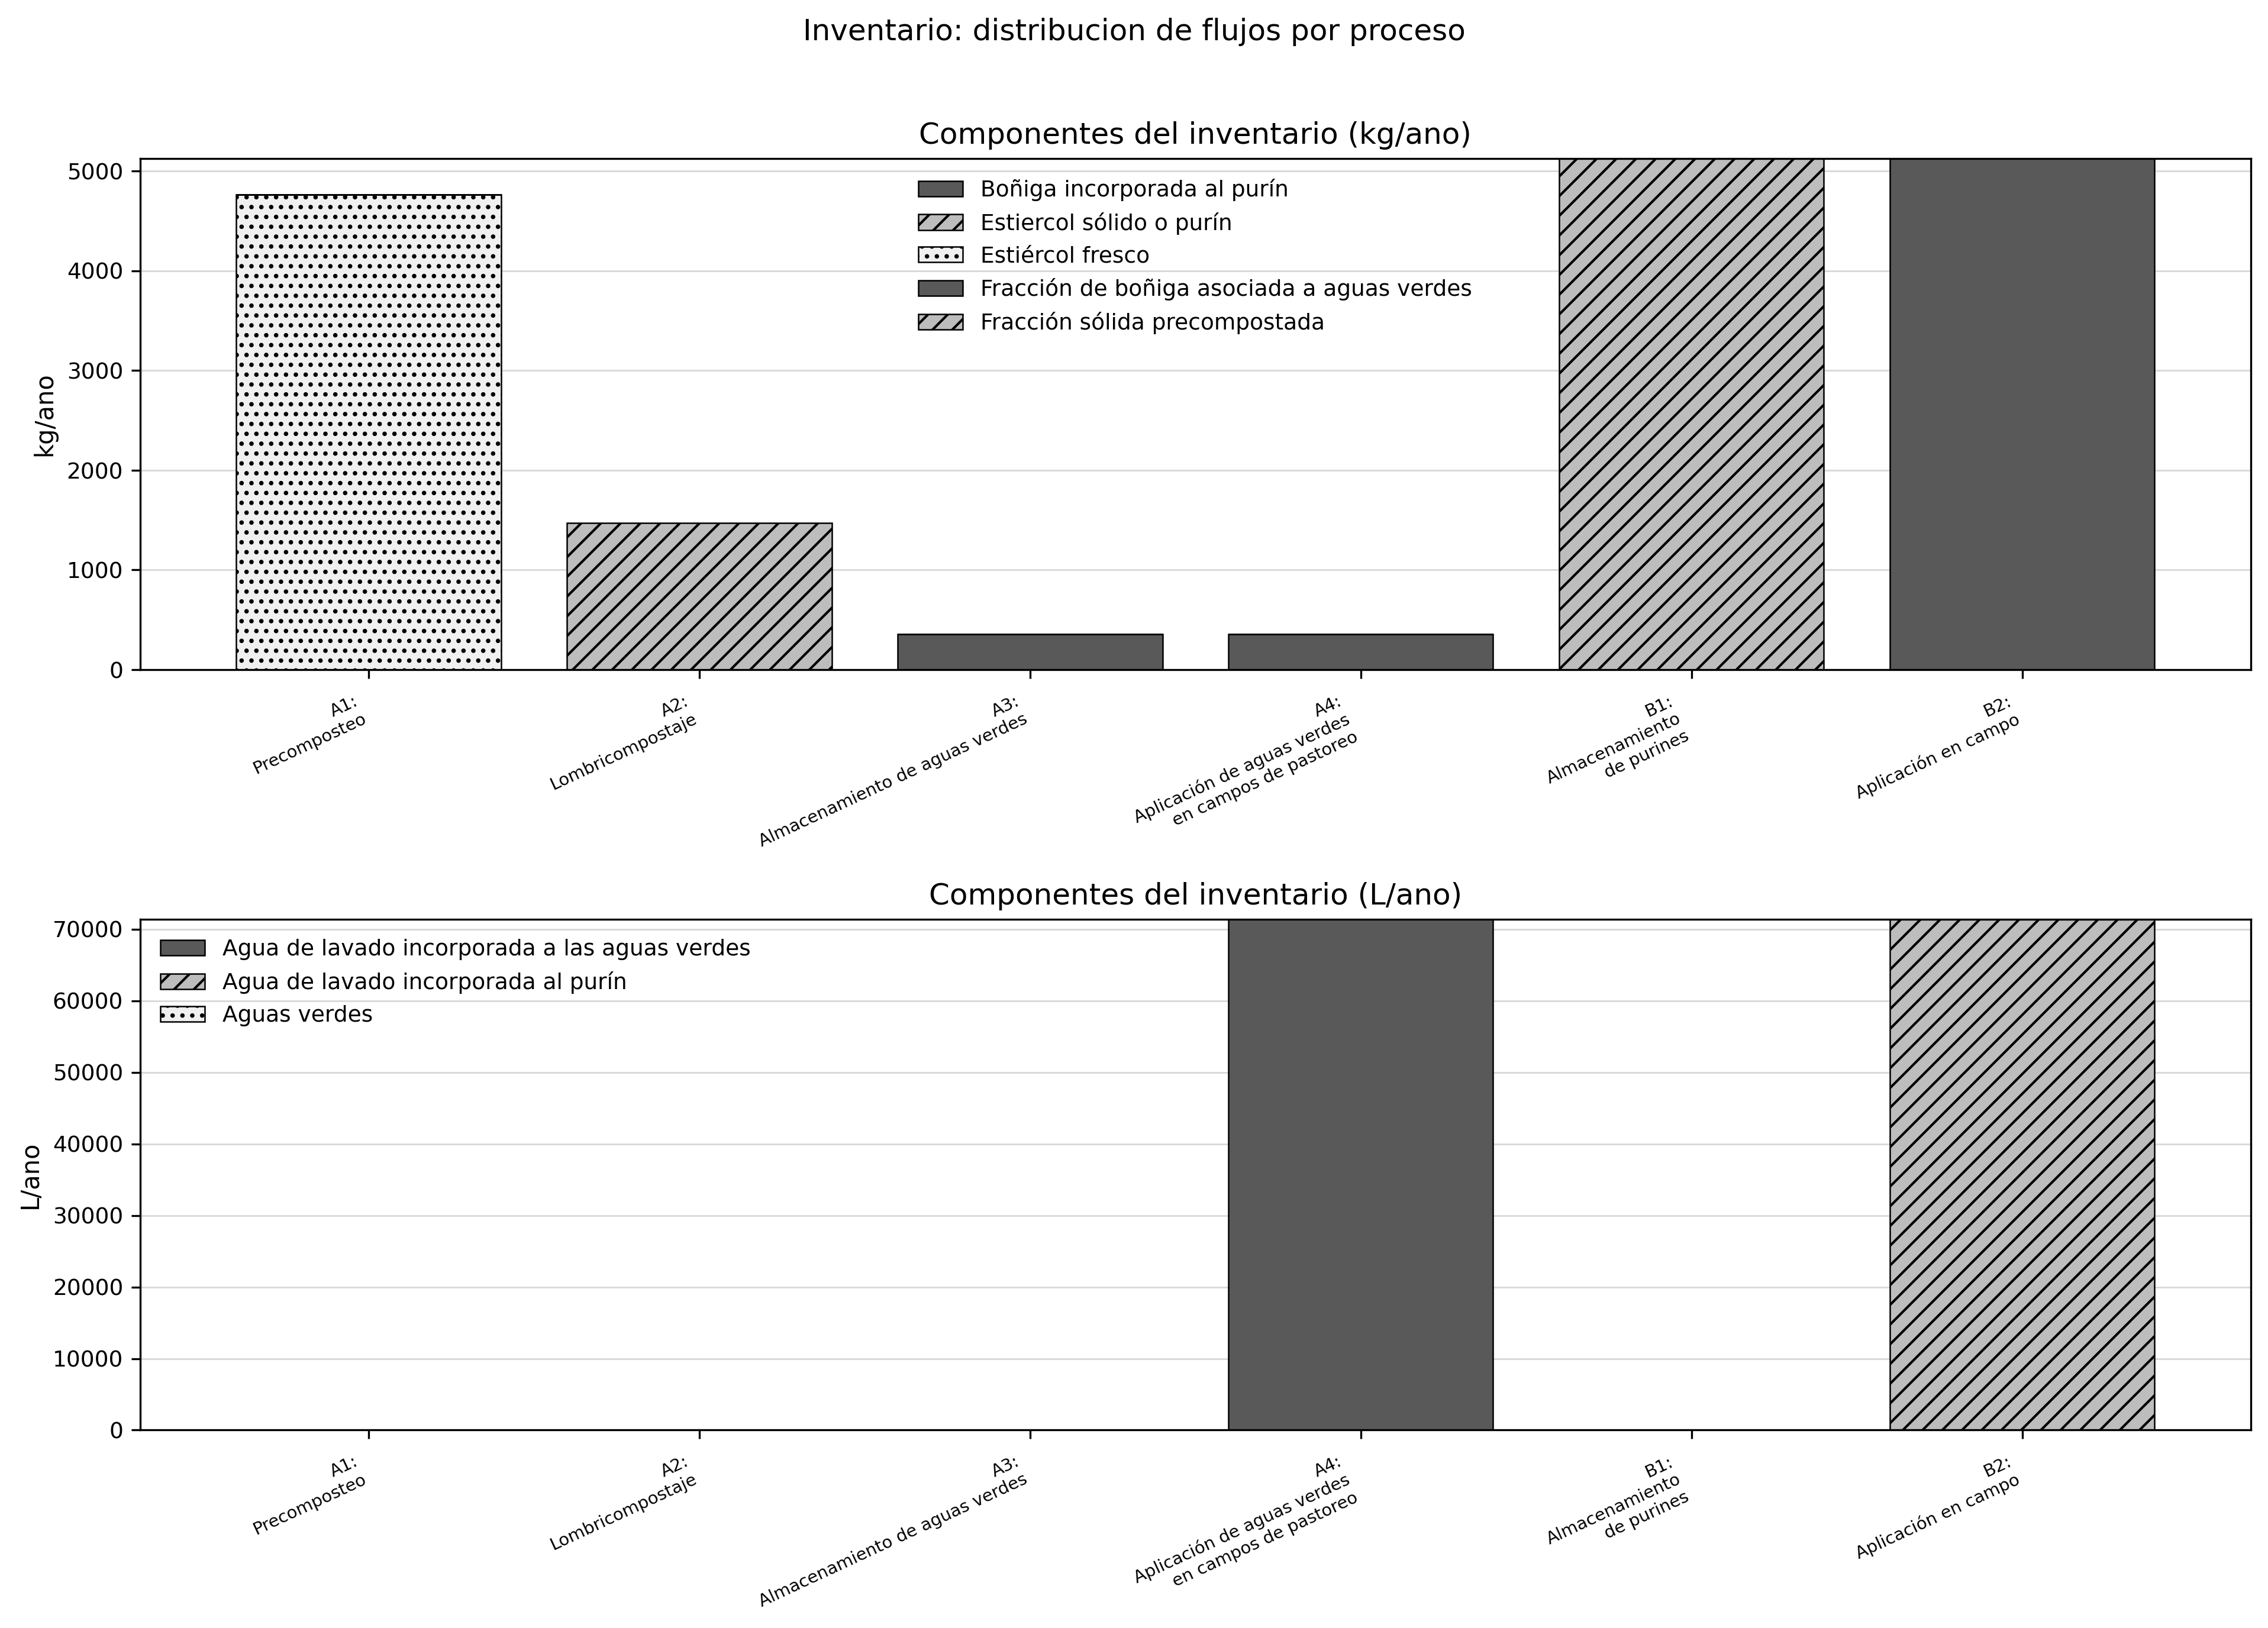 Inventario: distribucion de flujos por proceso
Componentes del inventario (kg/ano)
kg/ano
5000
4000
3000
2000
1000
0
Boñiga incorporada al purín
Estiercol sólido o purín
Estiércol fresco
Fracción de boñiga asociada a aguas verdes
Fracción sólida precompostada
A1:
Precomposteo
A2:
Lombricompostaje
A3:
Almacenamiento de aguas verdes
A4:
Aplicación de aguas verdes
en campos de pastoreo
B1:
Almacenamiento
de purines
B2:
Aplicación en campo
Componentes del inventario (L/ano)
L/ano
70000
60000
50000
40000
30000
20000
10000
0
Agua de lavado incorporada a las aguas verdes
Agua de lavado incorporada al purín
Aguas verdes
A1:
Precomposteo
A2:
Lombricompostaje
A3:
Almacenamiento de aguas verdes
A4:
Aplicación de aguas verdes
en campos de pastoreo
B1:
Almacenamiento
de purines
B2:
Aplicación en campo